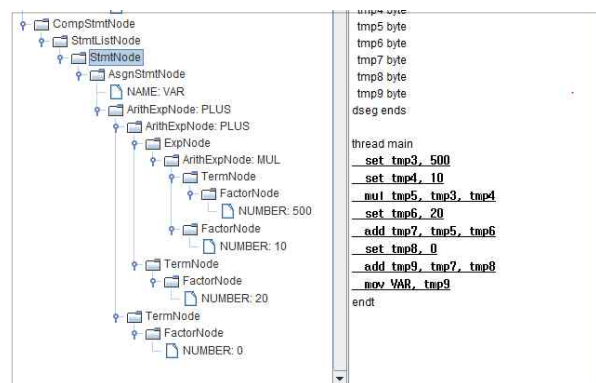 CompStmtNode
StmtListNode
StmtNode
AsgnStmtNode
NAME: VAR
ArithExpNode: PLUS
ArithExpNode: PLUS
ExpNode
ArithExpNode: MUL
TermNode
FactorNode
NUMBER: 500
FactorNode
NUMBER: 10
TermNode
FactorNode
NUMBER: 20
TermNode
FactorNode
NUMBER: 0
tmp4 byte
tmp5 byte
tmp6 byte
tmp7 byte
tmp8 byte
tmp9 byte
dseg ends
thread main
set tmp3, 500
set tmp4, 10
mul tmp5, tmp3, tmp4
set tmp6, 20
add tmp7, tmp5, tmp6
set tmp8, 0
add tmp9, tmp7, tmp8
mov VAR, tmp9
endt